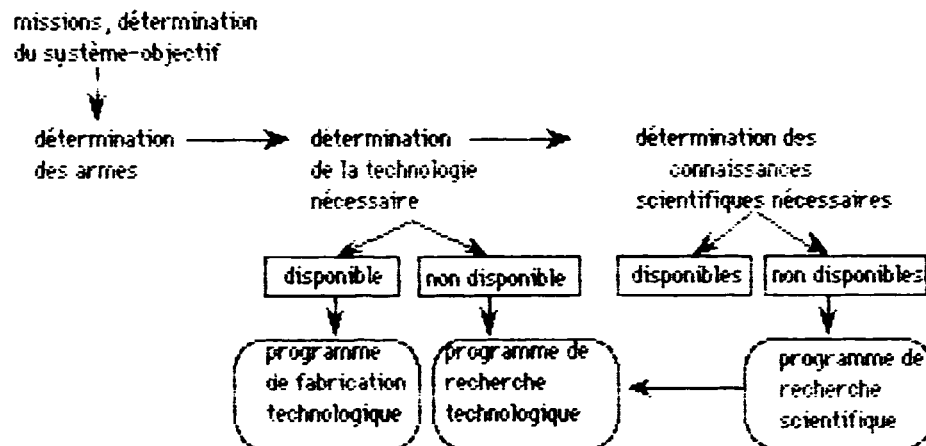 missions, détermination
du système-objectif
détermination
des armes
détermination
de la technologie
nécessaire
détermination des
connaissances
scientifiques nécessaires
disponible
non disponible
disponibles
non disponibles
programme
de fabrication
technologique
programme de
recherche
technologique
programme de
recherche
scientifique